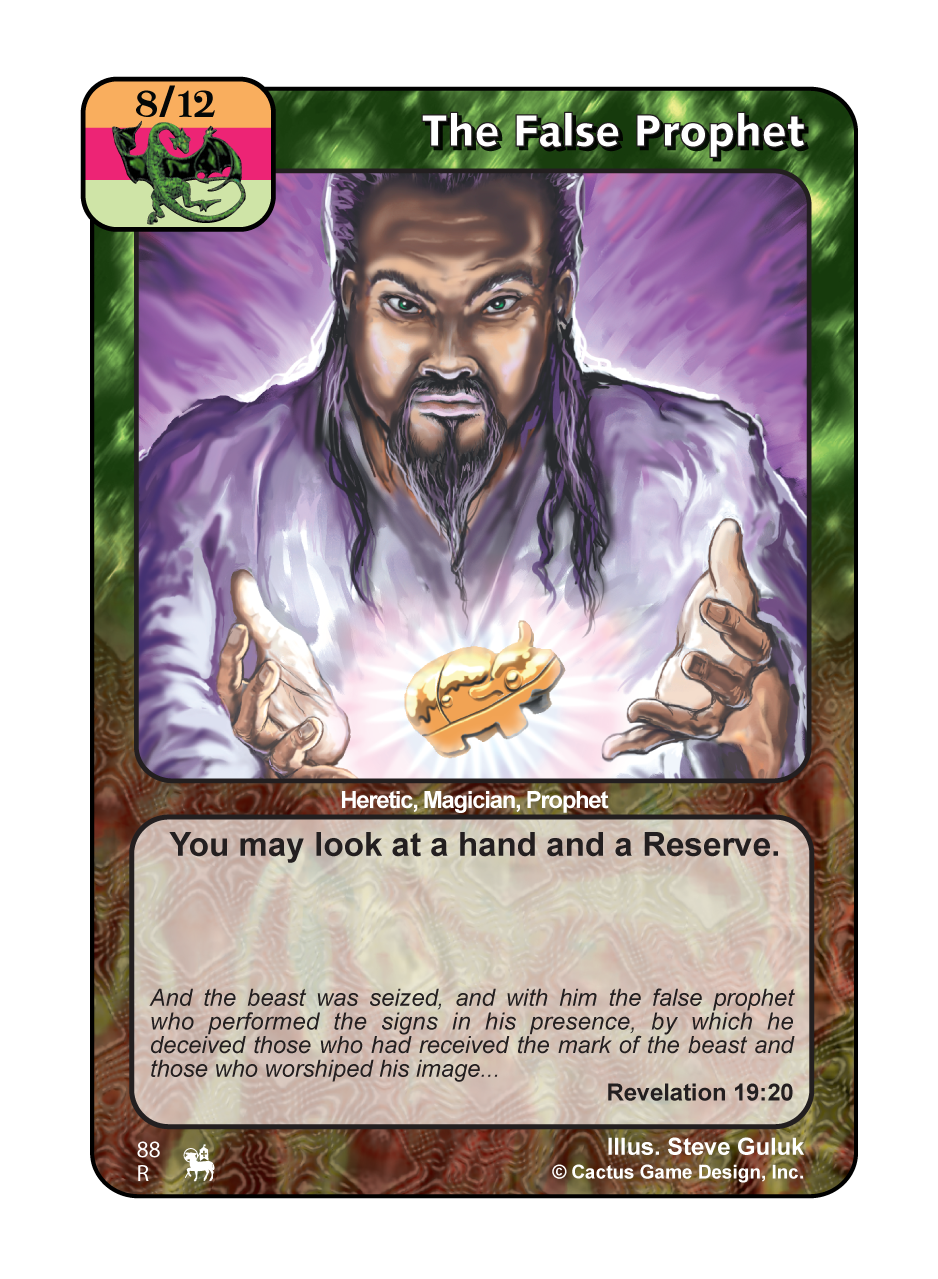 8/12
The False Prophet
Heretic, Magician, Prophet
You may look at a hand and a Reserve.
And the beast was seized, and with him the false prophet
who performed the signs in his presence, by which he
deceived those who had received the mark of the beast and
those who worshiped his image...
Revelation 19:20
88
R
Illus. Steve Guluk
© Cactus Game Design, Inc.